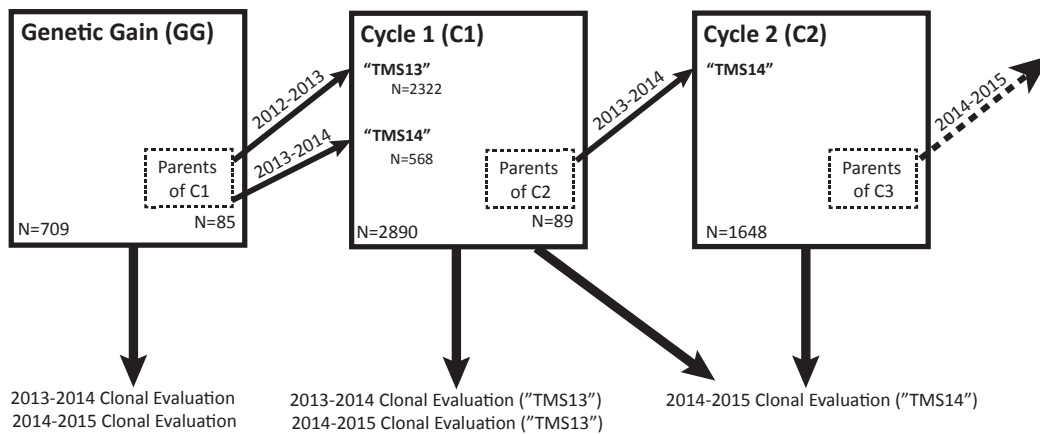 Genetic Gain (GG)
Parents
of C1
N=709
N=85
2012-2013
2013-2014
Cycle 1 (C1)
“TMS13”
N=2322
“TMS14”
N=568
Parents
of C2
N=2890
N=89
2013-2014
Cycle 2 (C2)
“TMS14”
Parents
of C3
N=1648
2014-2015
2013-2014 Clonal Evaluation
2014-2015 Clonal Evaluation
2013-2014 Clonal Evaluation (”TMS13”)
2014-2015 Clonal Evaluation (”TMS13”)
2014-2015 Clonal Evaluation (”TMS14”)